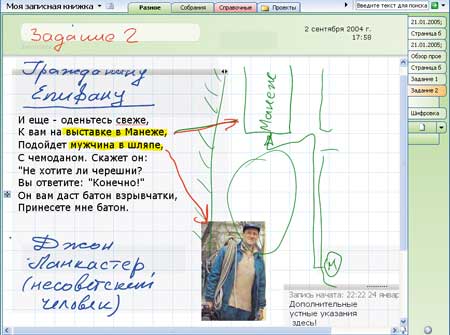 Моя записная книжка
Разное
Собрания
Справочные
Проекты
Введите текст для поиска
Задание 2
2 сентября 2004 г.
17:58
21.01.2005;
Страница б
21.01.2005;
Страница б
Обзор прое
Задание 1
Задание 2
Шифровка
Гражданину
Епифану
И еще - оденьтесь свеже,
К вам на выставке в Манеже,
Подойдет мужчина в шляпе,
С чемоданом. Скажет он:
"Не хотите ли черешни?
Вы ответите: "Конечно!"
Он вам даст батон взрывчатки,
Принесете мне батон.
Манеж
М
Джон
Ланкастер
(несоветский
человек)
Запись начата: 22:22 24 январ
Дополнительные
устные указания
здесь!